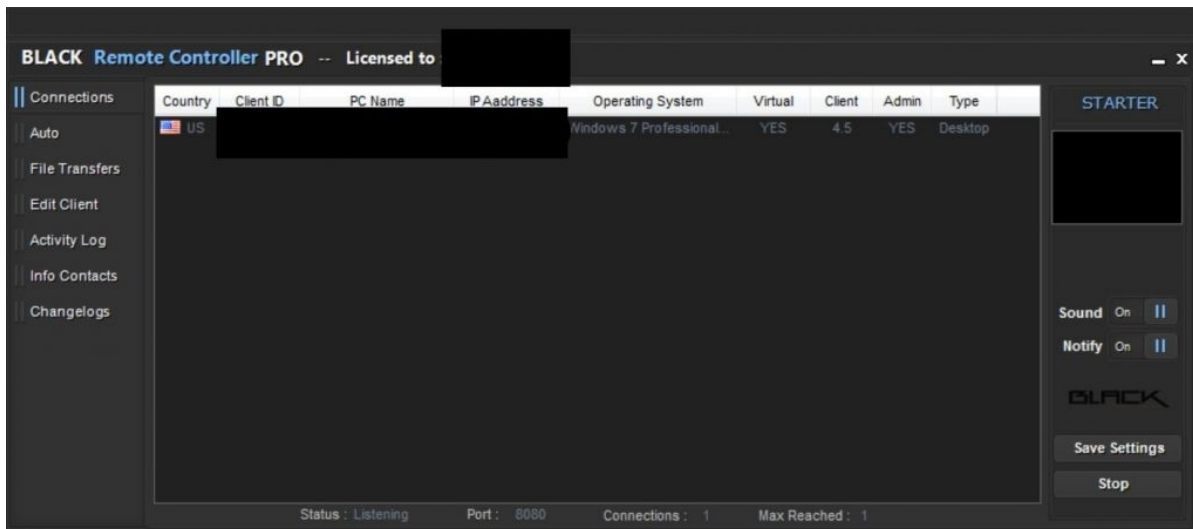 BLACK Remote Controller PRO -- Licensed to :
Connections
Auto
File Transfers
Edit Client
Activity Log
Info Contacts
Changelogs
Country Client ID PC Name IP Aaddress Operating System Virtual Client Admin Type
US Windows 7 Professional... YES 4.5 YES Desktop
Status : Listening Port : 8080 Connections : 1 Max Reached : 1
STARTER
Sound On
Notify On
BLACK
Save Settings
Stop